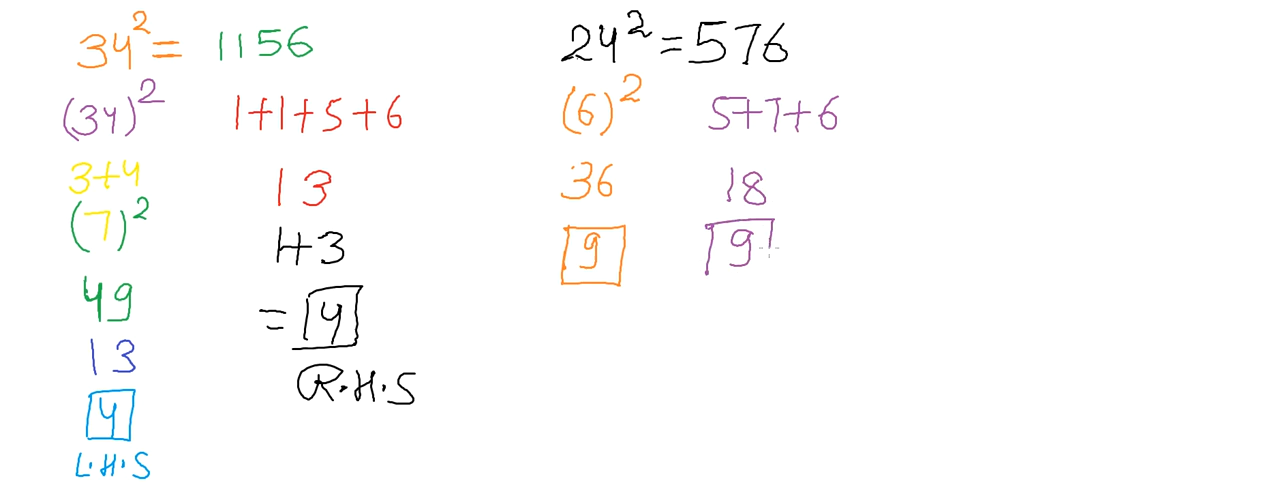 34² = 1156
(34)² 1+1+5+6
3+4 13
(7)² 1+3
49 = 4
13 R.H.S
4
L.H.S
24² = 576
(6)² 5+7+6
36 18
9 9